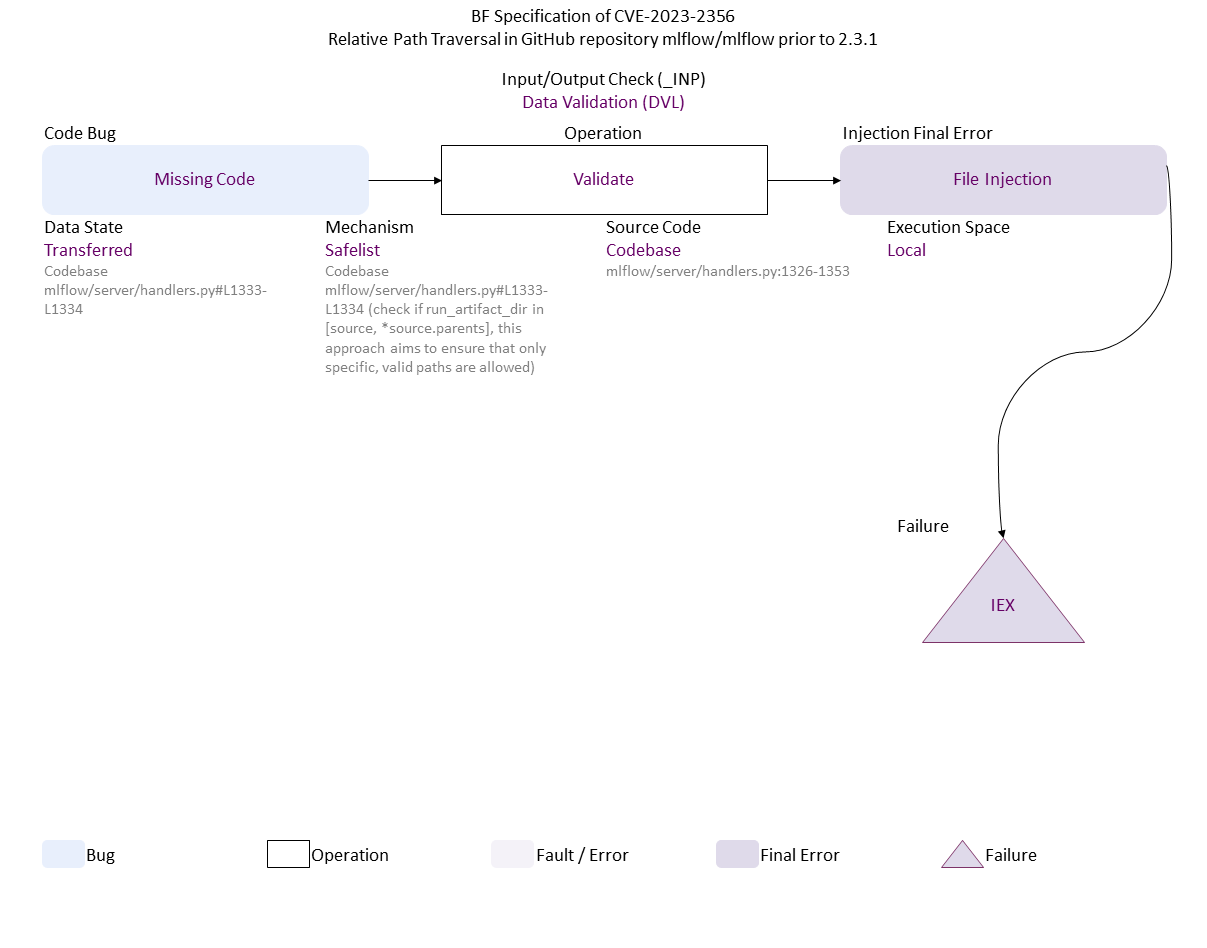 BF Specification of CVE-2023-2356
Relative Path Traversal in GitHub repository mlflow/mlflow prior to 2.3.1
Input/Output Check (_INP)
Data Validation (DVL)
Code Bug
Operation
Injection Final Error
Missing Code
Validate
File Injection
Data State
Transferred
Codebase
mlflow/server/handlers.py#L1333-
L1334
Mechanism
Safelist
Codebase
mlflow/server/handlers.py#L1333-
L1334 (check if run_artifact_dir in
[source, *source.parents], this
approach aims to ensure that only
specific, valid paths are allowed)
Source Code
Codebase
mlflow/server/handlers.py:1326-1353
Execution Space
Local
Failure
IEX
Bug
Operation
Fault / Error
Final Error
Failure